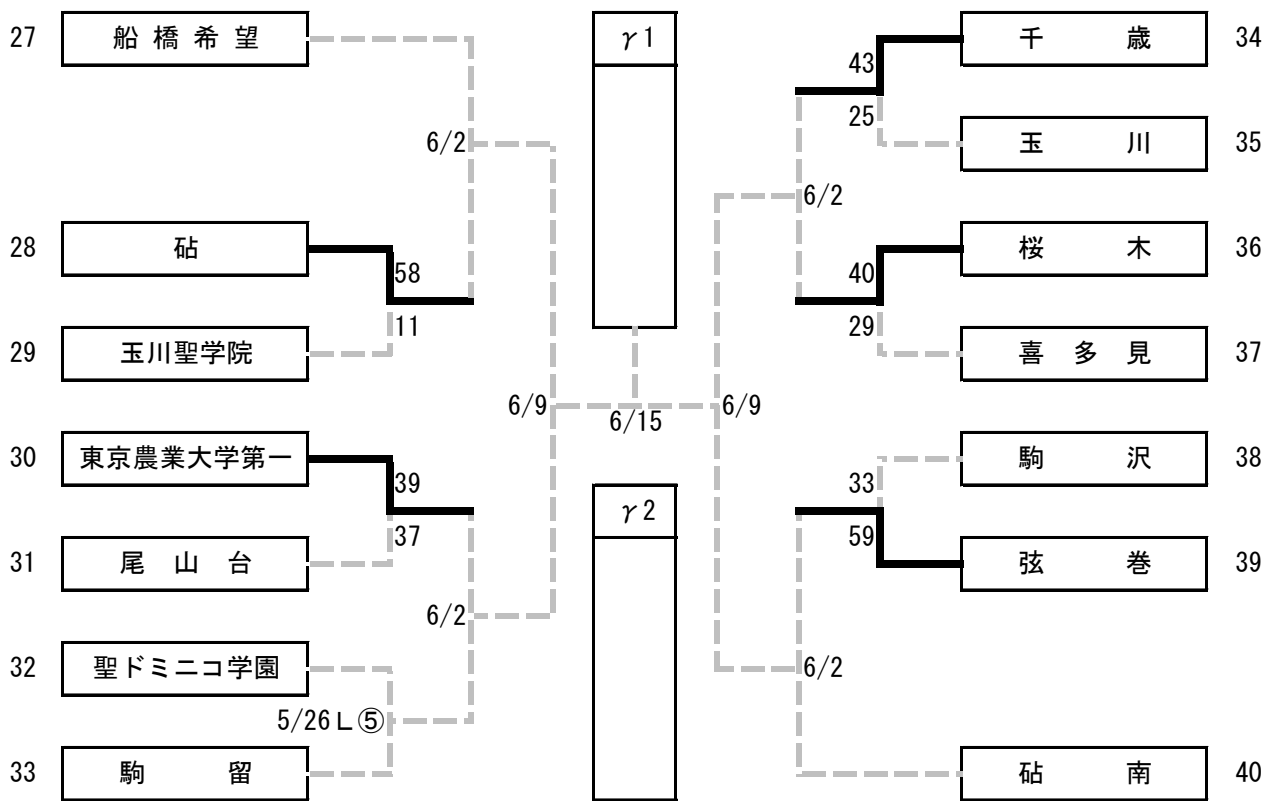 27 船橋希望
6/2
28 砧
58
11
29 玉川聖学院
6/9
30 東京農業大学第一
39
37
31 尾山台
6/2
32 聖ドミニコ学園
5/26 L ⑤
33 駒留
γ1
6/15
γ2
千歳 34
43
25
玉川 35
6/2
桜木 36
40
29
喜多見 37
6/9
駒沢 38
33
59
弦巻 39
6/2
砧南 40